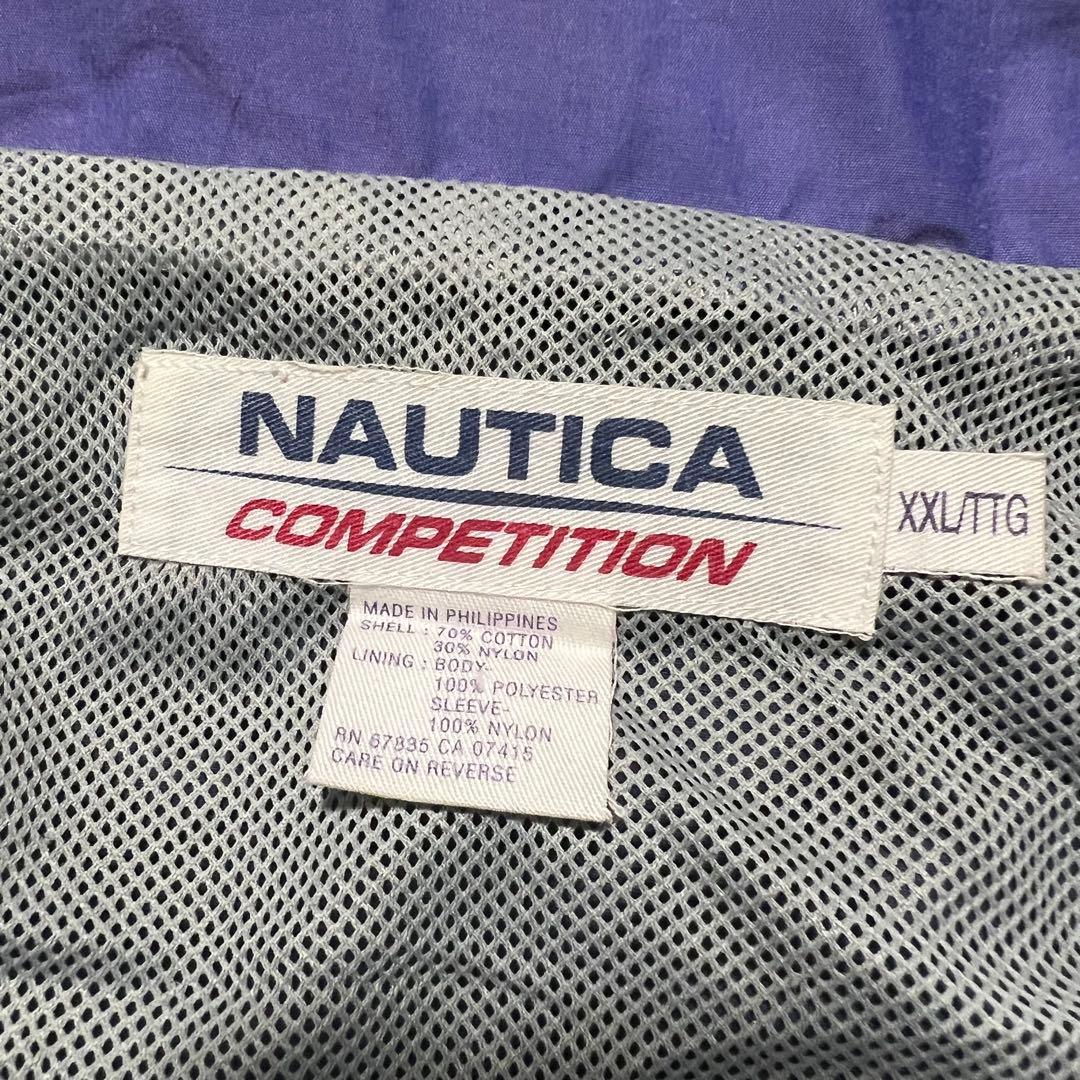 NAUTICA
COMPETITION
XXL/TTG
MADE IN PHILIPPINES
SHELL : 70% COTTON
30% NYLON
LINING : BODY-
100% POLYESTER
SLEEVE-
100% NYLON
RN 67835 CA 07415
CARE ON REVERSE